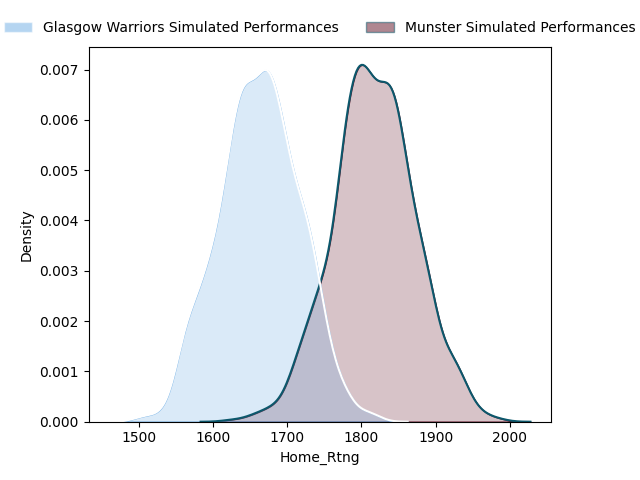 Glasgow Warriors Simulated Performances Munster Simulated Performances
0.007
0.006
0.005
0.004
0.003
0.002
0.001
0.000
Density
1500 1600 1700 1800 1900 2000
Home_Rtng